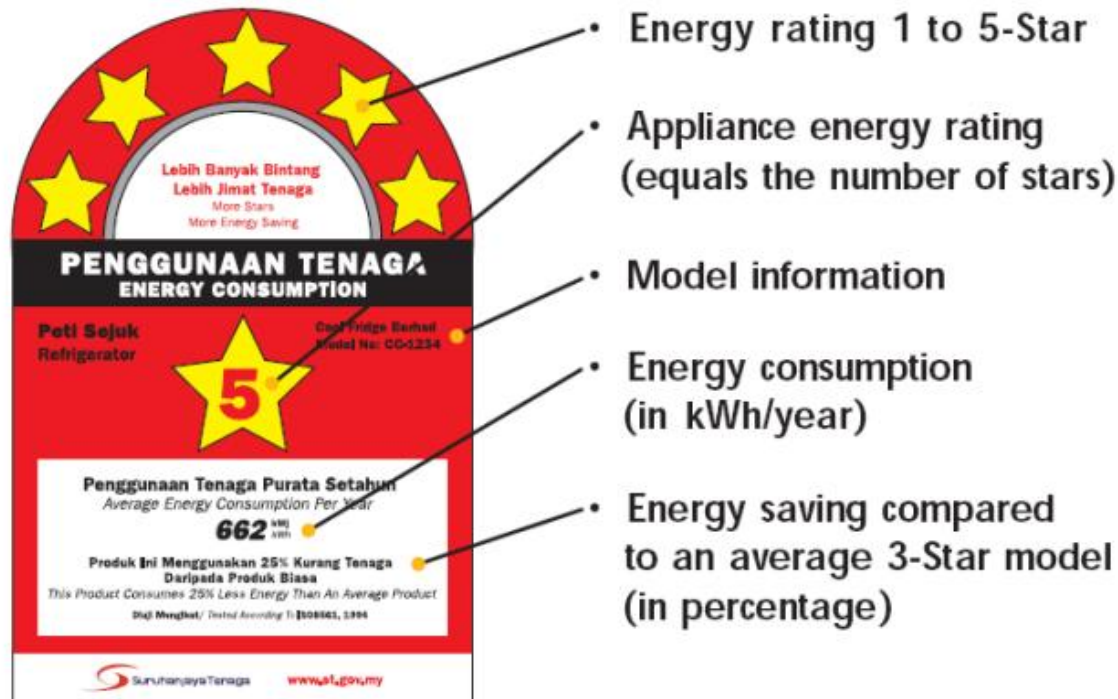 Lebih Banyak Bintang
Lebih Jimat Tenaga
More Stars
More Energy Saving
PENGGUNAAN TENAGA
ENERGY CONSUMPTION
Peti Sejuk
Refrigerator
Cool Fridge Berhad
Model No: CC-1234
5
Penggunaan Tenaga Purata Setahun
Average Energy Consumption Per Year
662 kWj
kWh
Produk Ini Menggunakan 25% Kurang Tenaga
Daripada Produk Biasa
This Product Consumes 25% Less Energy Than An Average Product
Diuji Mengikut/ Tested According To ISO8561, 1994
Suruhanjaya Tenaga www.st.gov.my
• Energy rating 1 to 5-Star
• Appliance energy rating
(equals the number of stars)
• Model information
• Energy consumption
(in kWh/year)
• Energy saving compared
to an average 3-Star model
(in percentage)